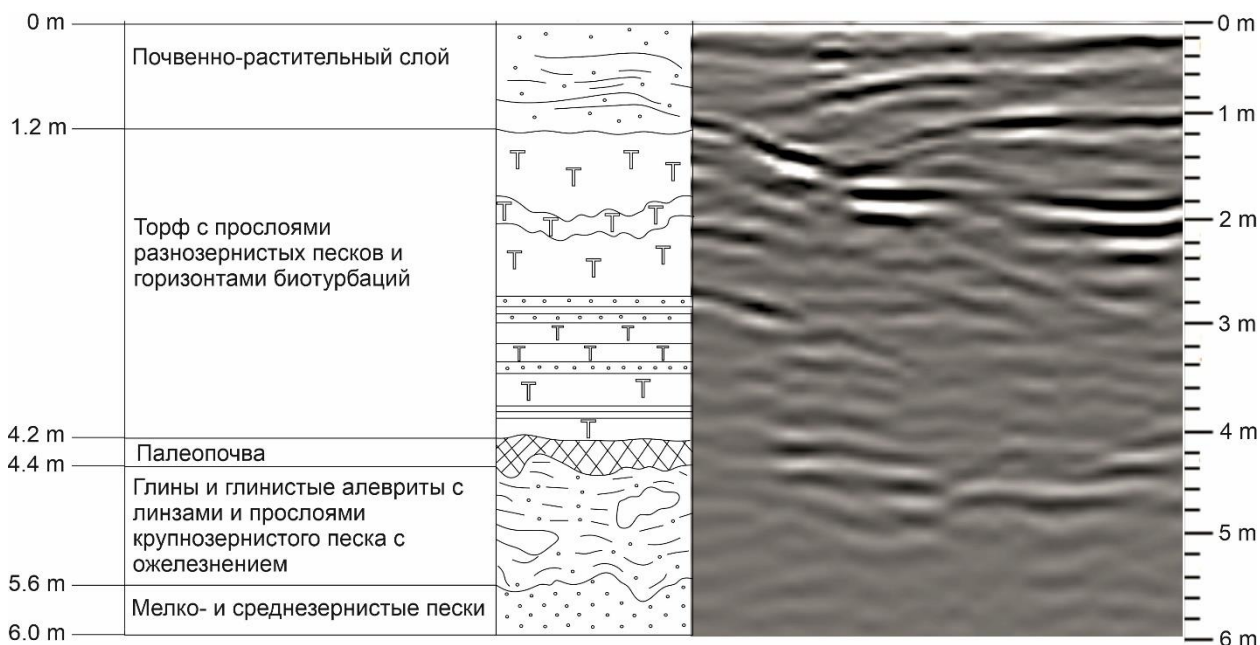 0 m
Почвенно-растительный слой
1.2 m
Торф с прослоями
разнозернистых песков и
горизонтами биотурбаций
4.2 m
Палеопочва
4.4 m
Глины и глинистые алевриты с
линзами и прослоями
крупнозернистого песка с
ожелезнением
5.6 m
Мелко- и среднезернистые пески
6.0 m
T T T T
T T T T
T T T
T T
T T T
T T
T
0 m
1 m
2 m
3 m
4 m
5 m
6 m